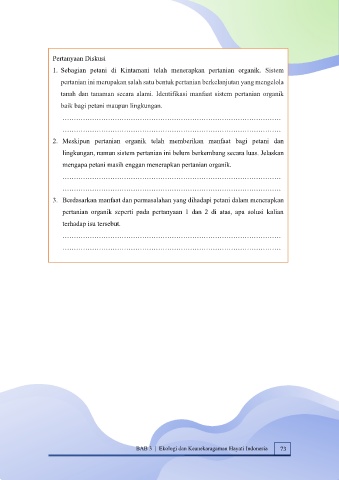 Pertanyaan Diskusi
1. Sebagian petani di Kintamani telah menerapkan pertanian organik. Sistem
pertanian ini merupakan salah satu bentuk pertanian berkelanjutan yang mengelola
tanah dan tanaman secara alami. Identifikasi manfaat sistem pertanian organik
baik bagi petani maupun lingkungan.
2. Meskipun pertanian organik telah memberikan manfaat bagi petani dan
lingkungan, namun sistem pertanian ini belum berkembang secara luas. Jelaskan
mengapa petani masih enggan menerapkan pertanian organik.
3. Berdasarkan manfaat dan permasalahan yang dihadapi petani dalam menerapkan
pertanian organik seperti pada pertanyaan 1 dan 2 di atas, apa solusi kalian
terhadap isu tersebut.
BAB 3 | Ekologi dan Keanekaragaman Hayati Indonesia 73